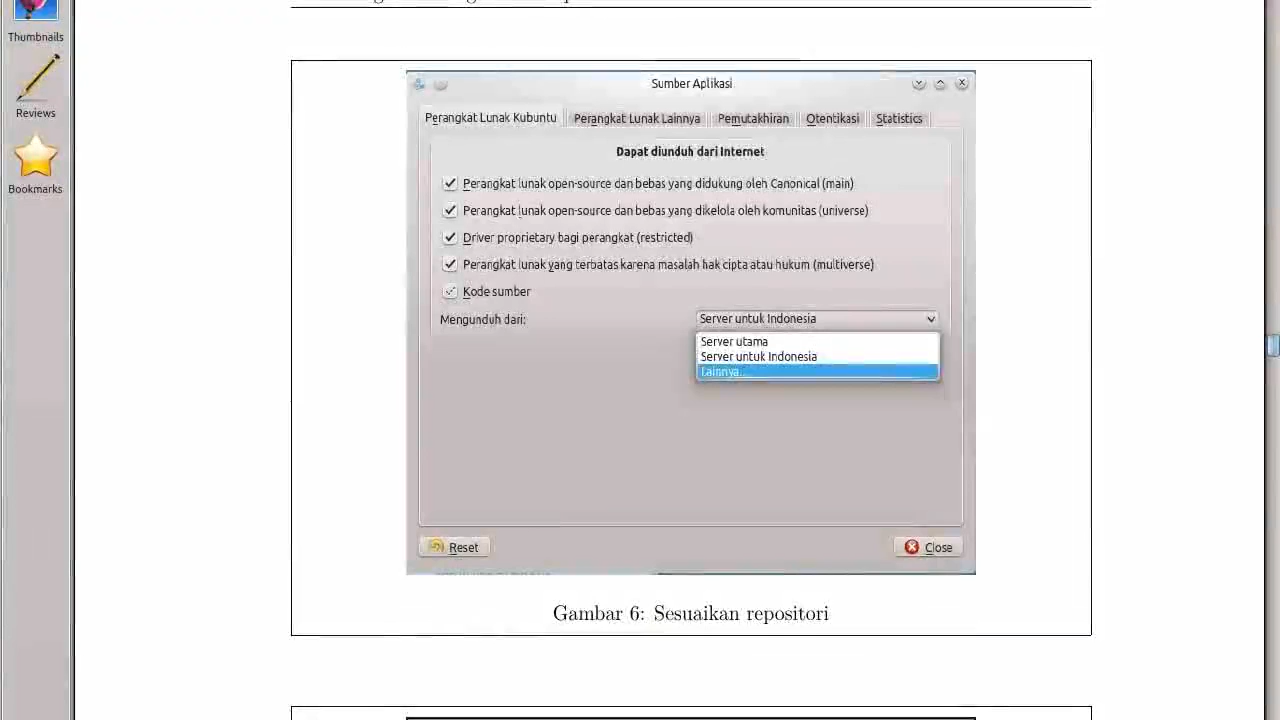 Thumbnails
Reviews
Bookmarks
Sumber Aplikasi
Perangkat Lunak Kubuntu
Perangkat Lunak Lainnya
Pemutakhiran
Otentikasi
Statistics
Dapat diunduh dari Internet
Perangkat lunak open-source dan bebas yang didukung oleh Canonical (main)
Perangkat lunak open-source dan bebas yang dikelola oleh komunitas (universe)
Driver proprietary bagi perangkat (restricted)
Perangkat lunak yang terbatas karena masalah hak cipta atau hukum (multiverse)
Kode sumber
Mengunduh dari:
Server untuk Indonesia
Server utama
Server untuk Indonesia
Lainnya...
Reset
Close
Gambar 6: Sesuaikan repositori